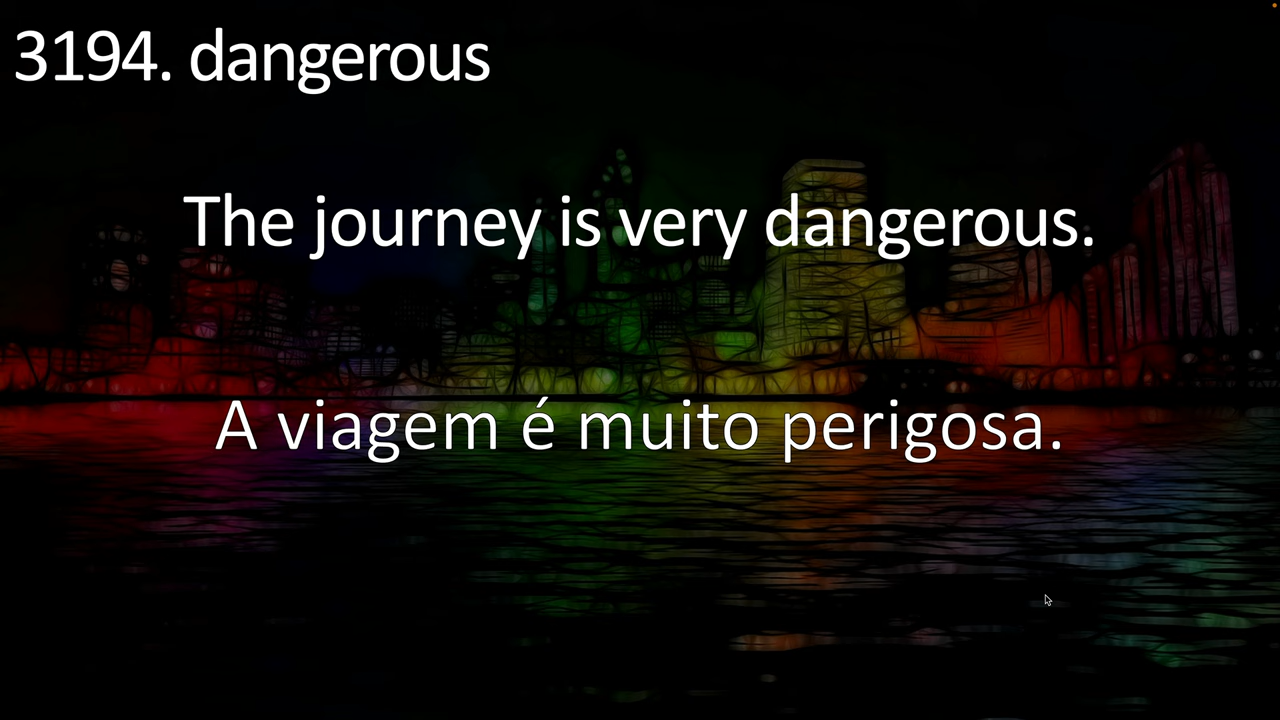 3194. dangerous
The journey is very dangerous.
A viagem é muito perigosa.